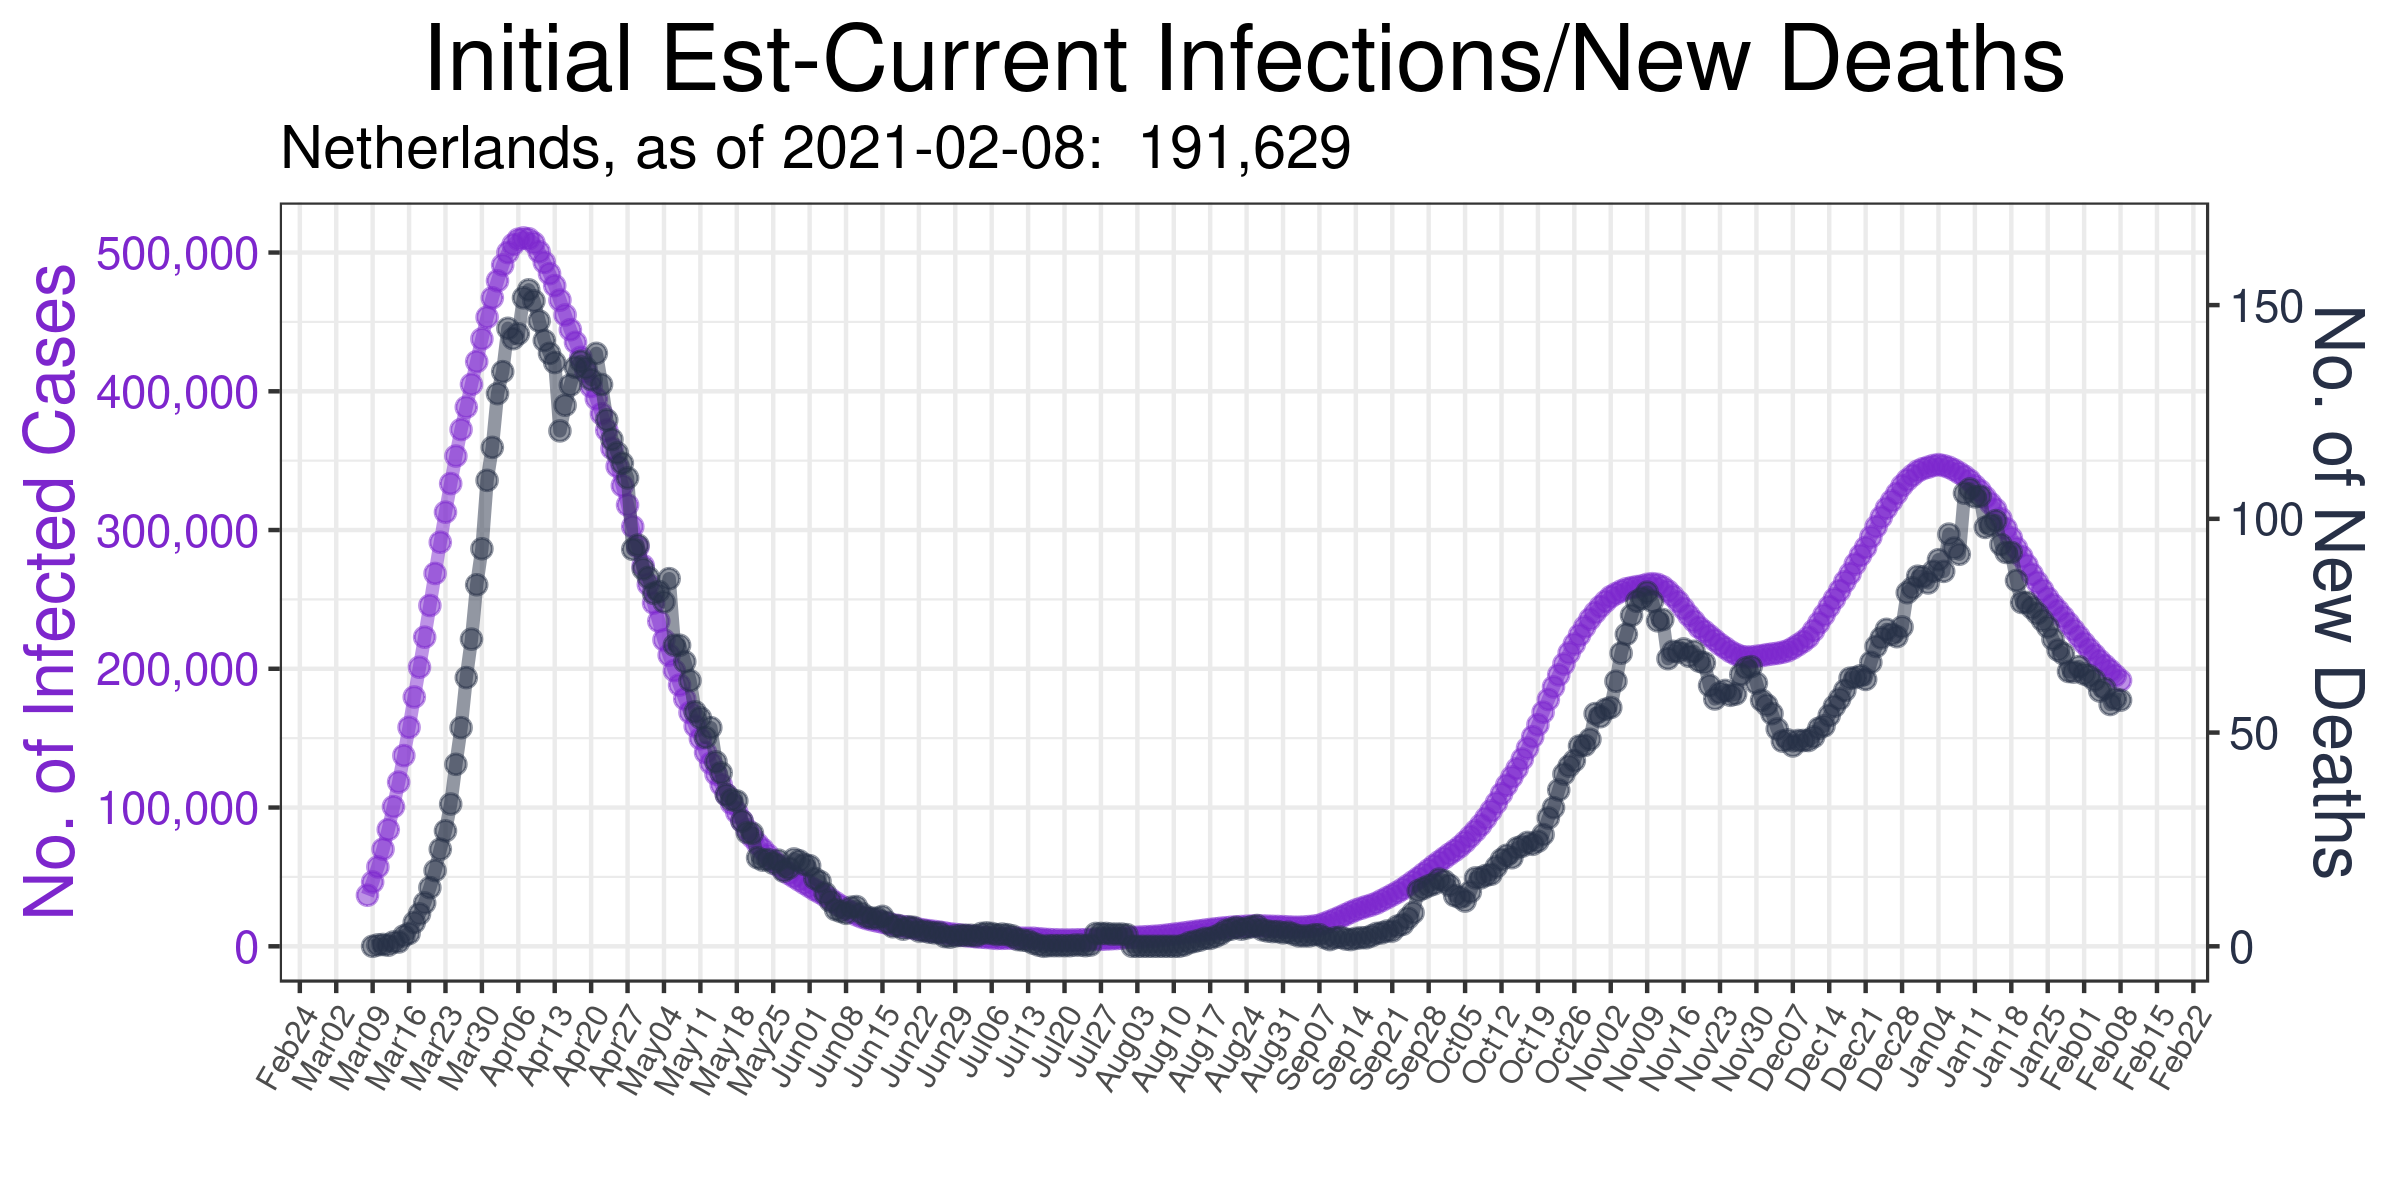 Initial Est-Current Infections/New Deaths
Netherlands, as of 2021-02-08:  191,629
No. of Infected Cases
500,000
400,000
300,000
200,000
100,000
0
150
100
50
0
No. of New Deaths
Feb24
Mar02
Mar09
Mar16
Mar23
Mar30
Apr06
Apr13
Apr20
Apr27
May04
May11
May18
May25
Jun01
Jun08
Jun15
Jun22
Jun29
Jul06
Jul13
Jul20
Jul27
Aug03
Aug10
Aug17
Aug24
Aug31
Sep07
Sep14
Sep21
Sep28
Oct05
Oct12
Oct19
Oct26
Nov02
Nov09
Nov16
Nov23
Nov30
Dec07
Dec14
Dec21
Dec28
Jan04
Jan11
Jan18
Jan25
Feb01
Feb08
Feb15
Feb22